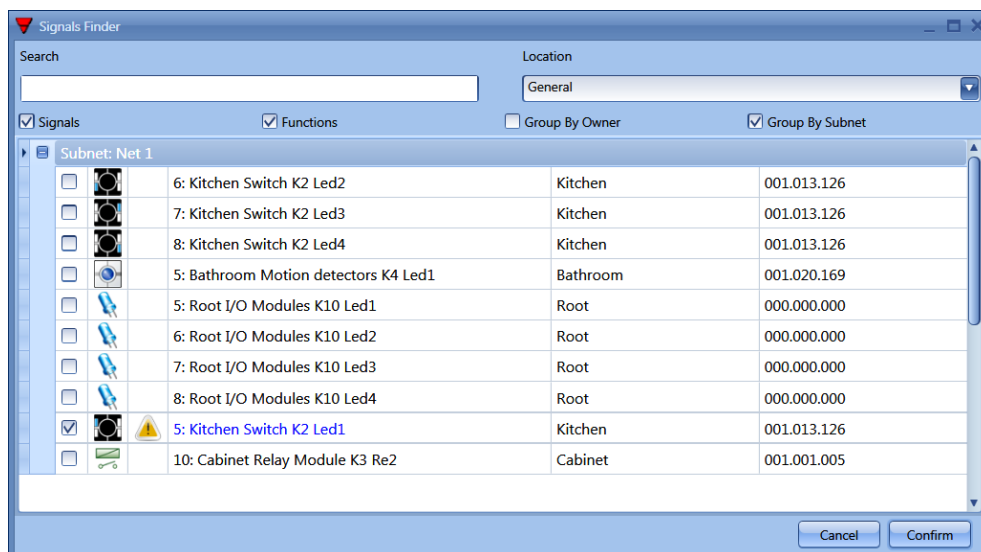 Signals Finder
Search Location
General
Signals Functions Group By Owner Group By Subnet
Subnet: Net 1
6: Kitchen Switch K2 Led2 Kitchen 001.013.126
7: Kitchen Switch K2 Led3 Kitchen 001.013.126
8: Kitchen Switch K2 Led4 Kitchen 001.013.126
5: Bathroom Motion detectors K4 Led1 Bathroom 001.020.169
5: Root I/O Modules K10 Led1 Root 000.000.000
6: Root I/O Modules K10 Led2 Root 000.000.000
7: Root I/O Modules K10 Led3 Root 000.000.000
8: Root I/O Modules K10 Led4 Root 000.000.000
5: Kitchen Switch K2 Led1 Kitchen 001.013.126
10: Cabinet Relay Module K3 Re2 Cabinet 001.001.005
Cancel Confirm